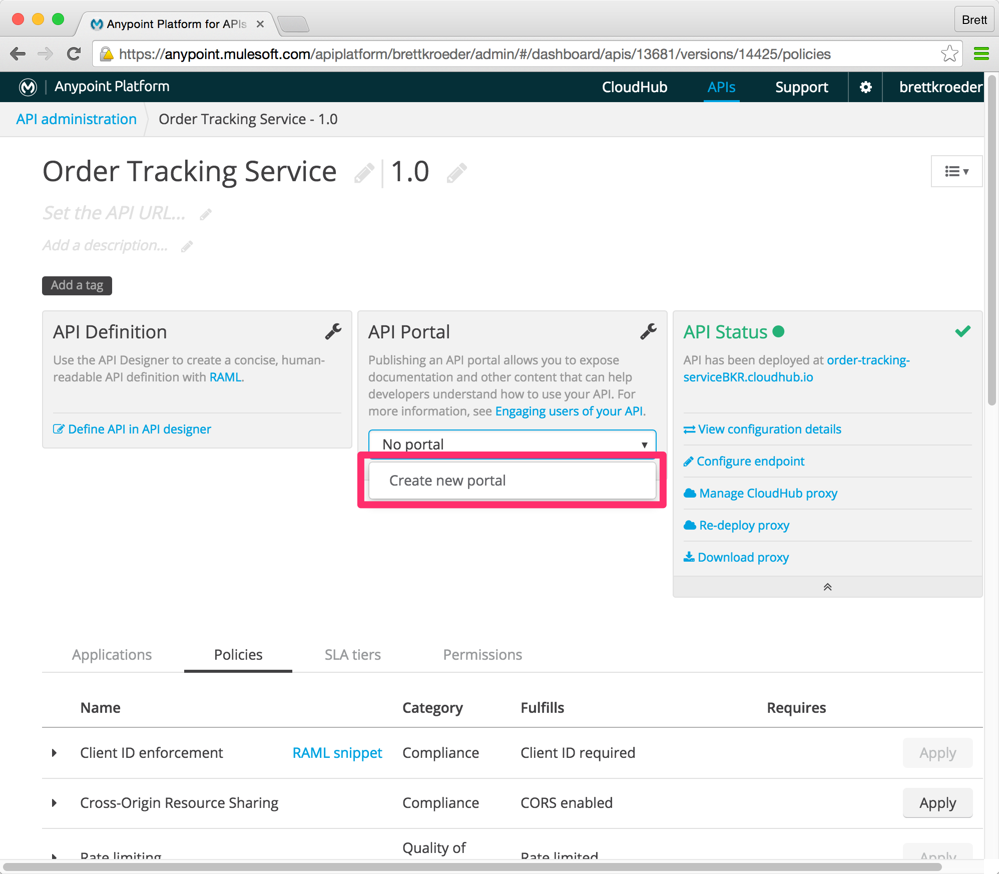 Anypoint Platform for APIs
Brett
https://anypoint.mulesoft.com/apiplatform/brettkroeder/admin/#/dashboard/apis/13681/versions/14425/policies
Anypoint Platform
CloudHub
APIs
Support
brettkroeder
API administration
Order Tracking Service - 1.0
Order Tracking Service
1.0
Set the API URL...
Add a description...
Add a tag
API Definition
Use the API Designer to create a concise, human-
readable API definition with RAML.
Define API in API designer
API Portal
Publishing an API portal allows you to expose
documentation and other content that can help
developers understand how to use your API. For
more information, see Engaging users of your API.
No portal
Create new portal
API Status
API has been deployed at order-tracking-
serviceBKR.cloudhub.io
View configuration details
Configure endpoint
Manage CloudHub proxy
Re-deploy proxy
Download proxy
Applications
Policies
SLA tiers
Permissions
Name
Category
Fulfills
Requires
Client ID enforcement
RAML snippet
Compliance
Client ID required
Apply
Cross-Origin Resource Sharing
Compliance
CORS enabled
Apply
Rate limiting
Quality of
Rate limited
Apply